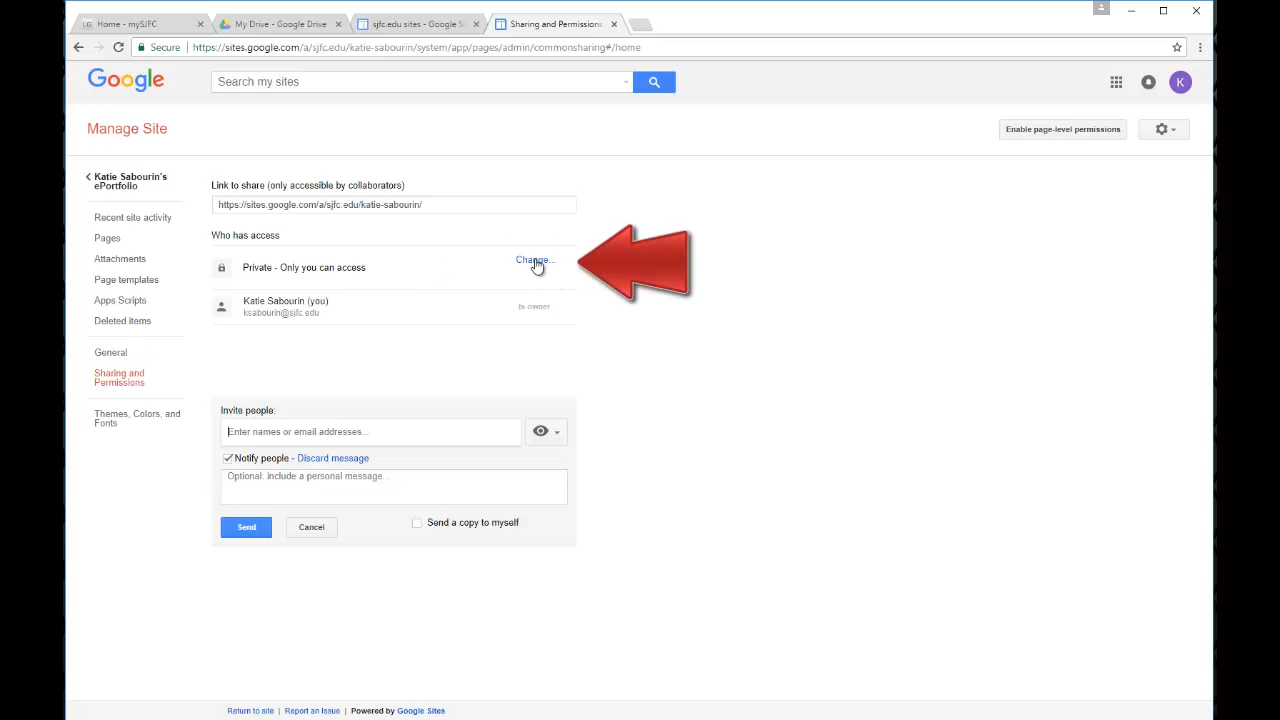 Home - mySJFC
My Drive - Google Drive
sjfc.edu sites - Google S
Sharing and Permissions
Secure
https://sites.google.com/a/sjfc.edu/katie-sabourin/system/app/pages/admin/commonsharing#/home
Google
Search my sites
K
Manage Site
Enable page-level permissions
Katie Sabourin's
ePortfolio
Recent site activity
Pages
Attachments
Page templates
Apps Scripts
Deleted items
General
Sharing and
Permissions
Themes, Colors, and
Fonts
Link to share (only accessible by collaborators)
https://sites.google.com/a/sjfc.edu/katie-sabourin/
Who has access
Private - Only you can access
Change...
Katie Sabourin (you)
ksabourin@sjfc.edu
Is owner
Invite people:
Enter names or email addresses...
Notify people - Discard message
Optional: include a personal message...
Send
Cancel
Send a copy to myself
Return to site | Report an Issue | Powered by Google Sites